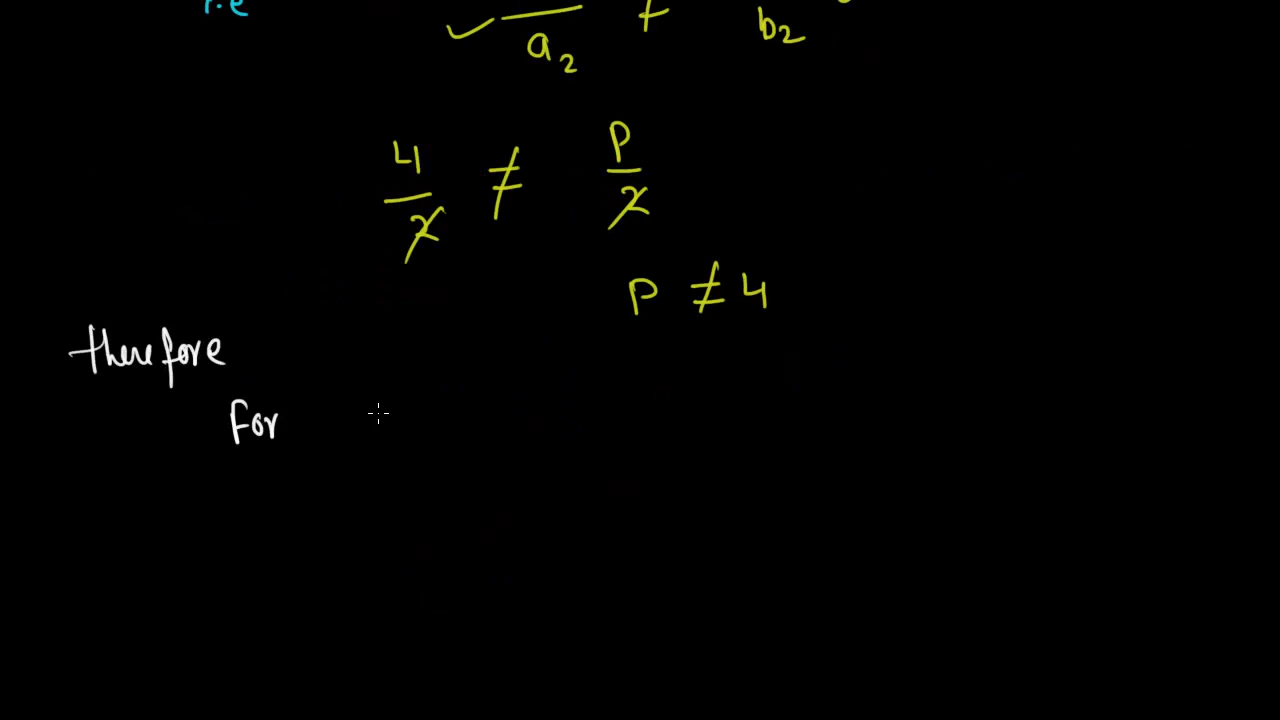 i.e
a₂ ≠ b₂
4/2 ≠ p/2
p ≠ 4
therefore
For